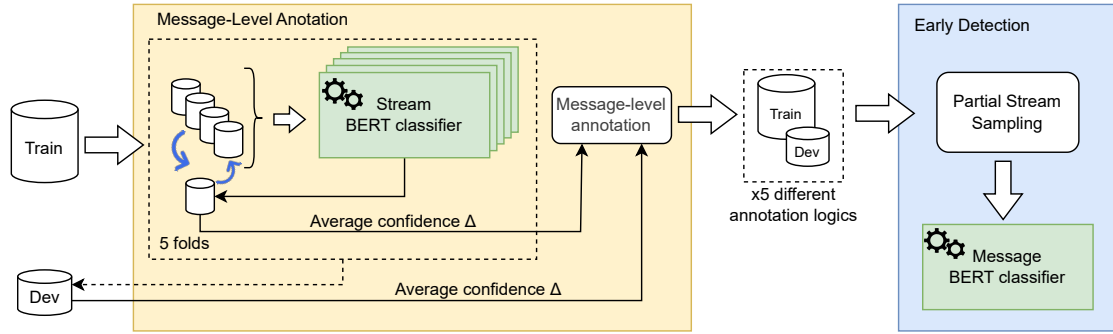 Message-Level Anotation
Early Detection
Train
Stream
BERT classifier
Message-level
annotation
Train
Dev
Partial Stream
Sampling
x5 different
annotation logics
Average confidence Δ
5 folds
Message
BERT classifier
Dev
Average confidence Δ